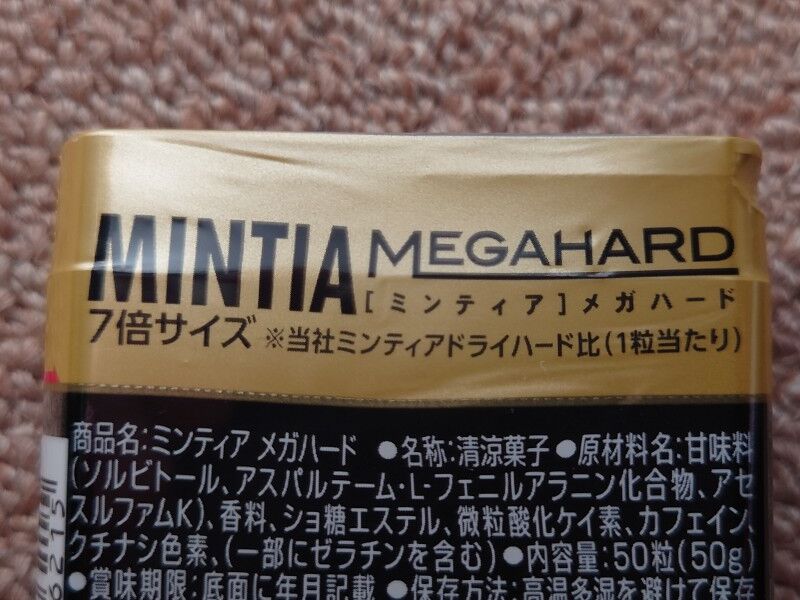 MINTIA MEGAHARD
[ミンティア]メガハード
7倍サイズ ※当社ミンティアドライハード比(1粒当たり)
商品名:ミンティア メガハード ●名称:清涼菓子 ●原材料名:甘味料
(ソルビトール、アスパルテーム・L-フェニルアラニン化合物、アセ
スルファムK)、香料、ショ糖エステル、微粒酸化ケイ素、カフェイン、
クチナシ色素、(一部にゼラチンを含む) ●内容量:50粒(50g)
●賞味期限:底面に年月記載 ●保存方法:高温多湿を避けて保存
6215